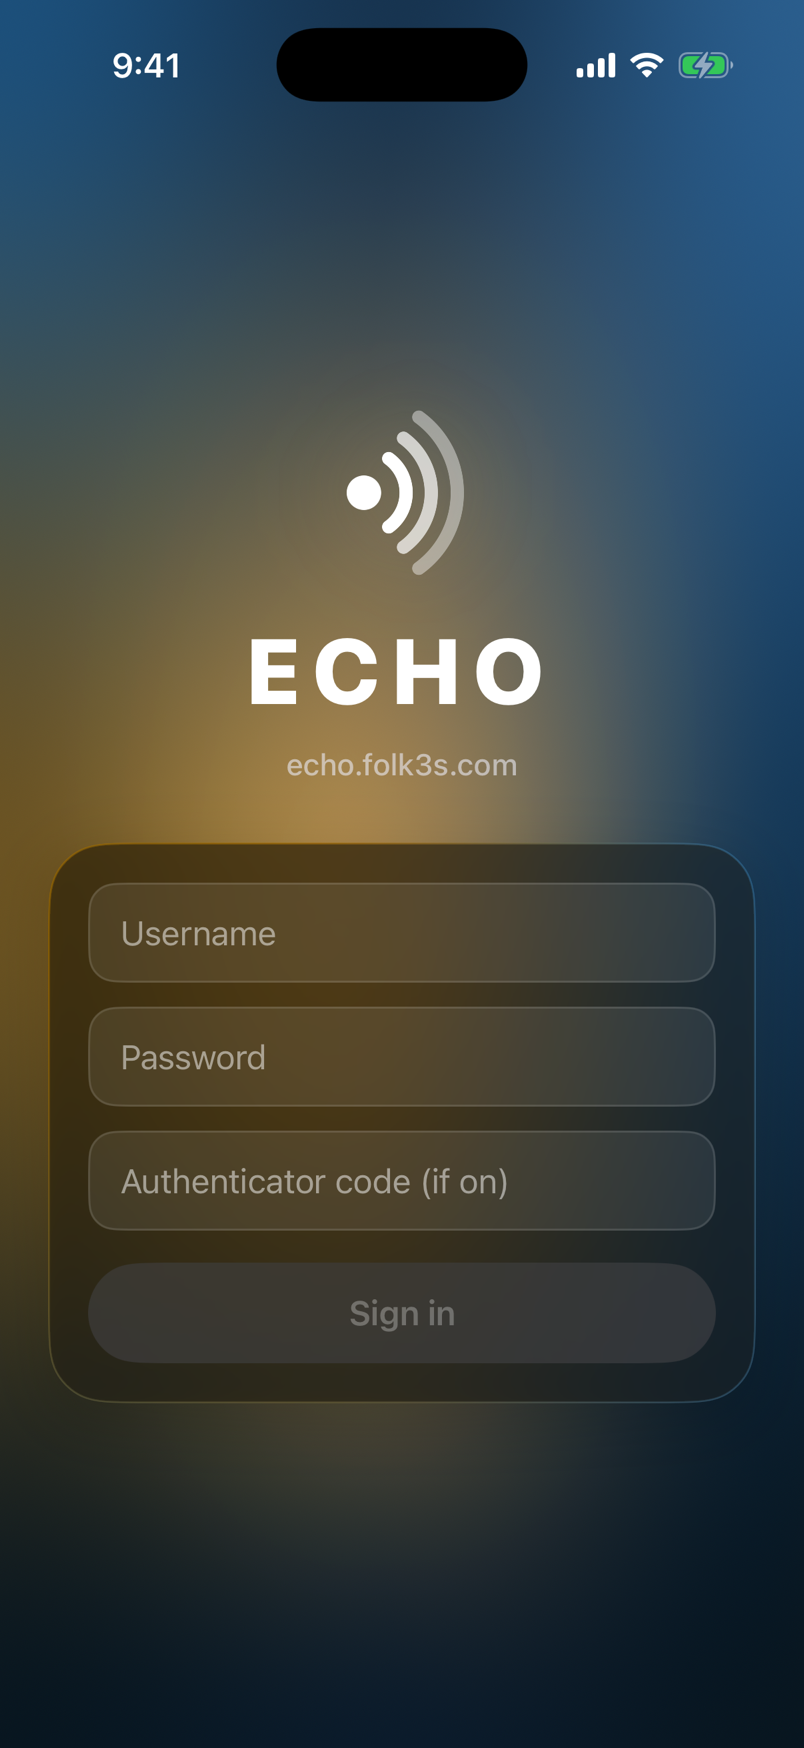 9:41
ECHO
echo.folk3s.com
Username
Password
Authenticator code (if on)
Sign in